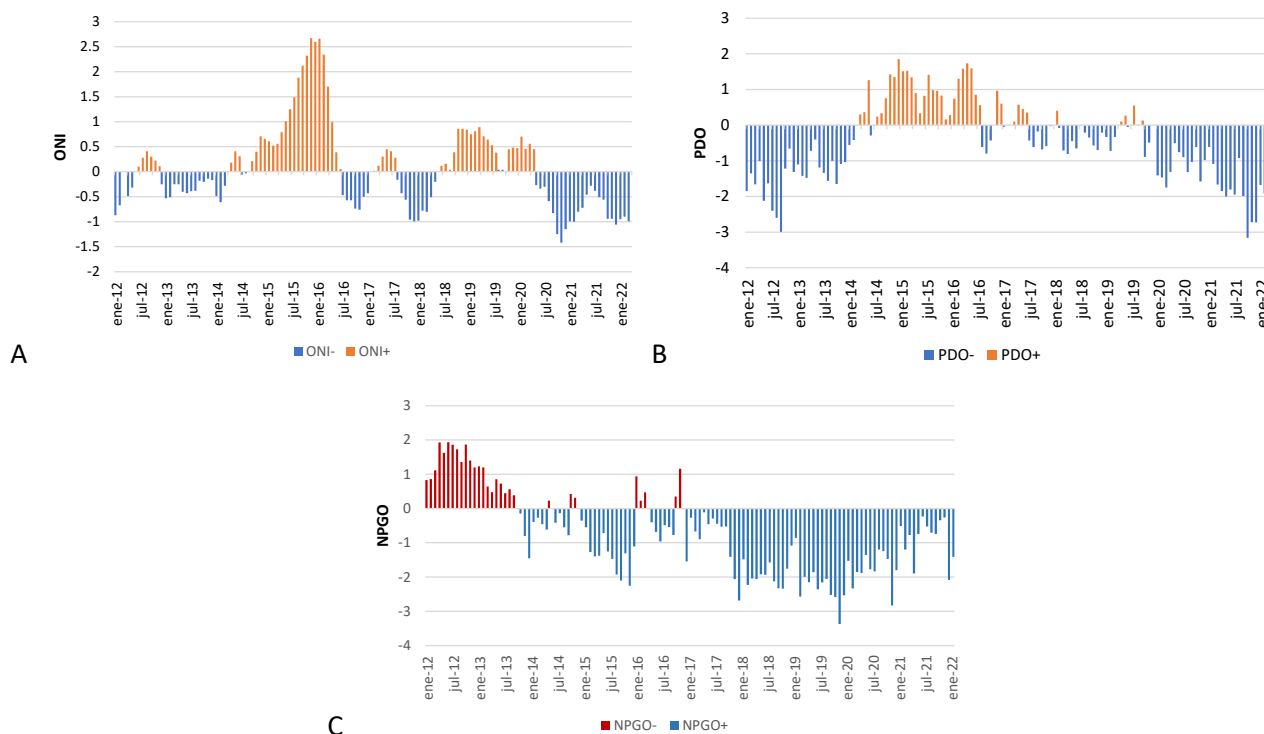 3
2.5
2
1.5
1
0.5
0
-0.5
-1
-1.5
-2
ONI
ene-12
jul-12
ene-13
jul-13
ene-14
jul-14
ene-15
jul-15
ene-16
jul-16
ene-17
jul-17
ene-18
jul-18
ene-19
jul-19
ene-20
jul-20
ene-21
jul-21
ene-22
ONI- ONI+
A
3
2
1
0
-1
-2
-3
-4
PDO
ene-12
jul-12
ene-13
jul-13
ene-14
jul-14
ene-15
jul-15
ene-16
jul-16
ene-17
jul-17
ene-18
jul-18
ene-19
jul-19
ene-20
jul-20
ene-21
jul-21
ene-22
PDO- PDO+
B
3
2
1
0
-1
-2
-3
-4
NPGO
ene-12
jul-12
ene-13
jul-13
ene-14
jul-14
ene-15
jul-15
ene-16
jul-16
ene-17
jul-17
ene-18
jul-18
ene-19
jul-19
ene-20
jul-20
ene-21
jul-21
ene-22
NPGO- NPGO+
C